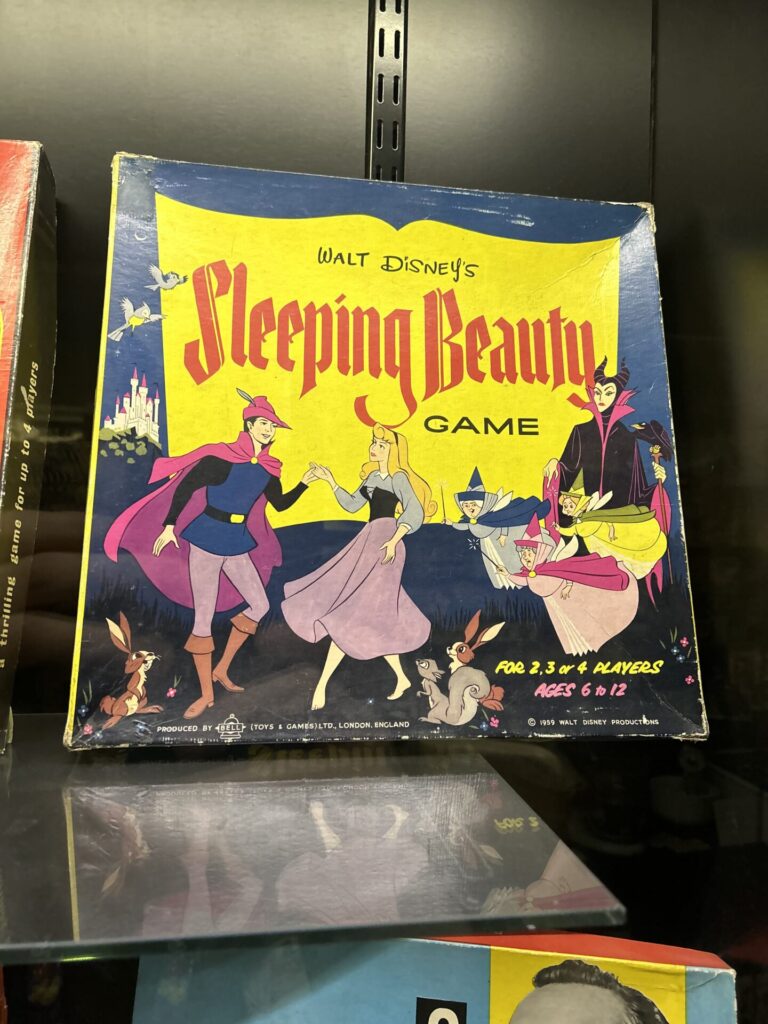 WALT DISNEY'S
Sleeping Beauty
GAME
FOR 2, 3 or 4 PLAYERS
AGES 6 to 12
PRODUCED BY BELL (TOYS & GAMES) LTD., LONDON, ENGLAND
© 1959 WALT DISNEY PRODUCTIONS
a thrilling game for up to 4 players